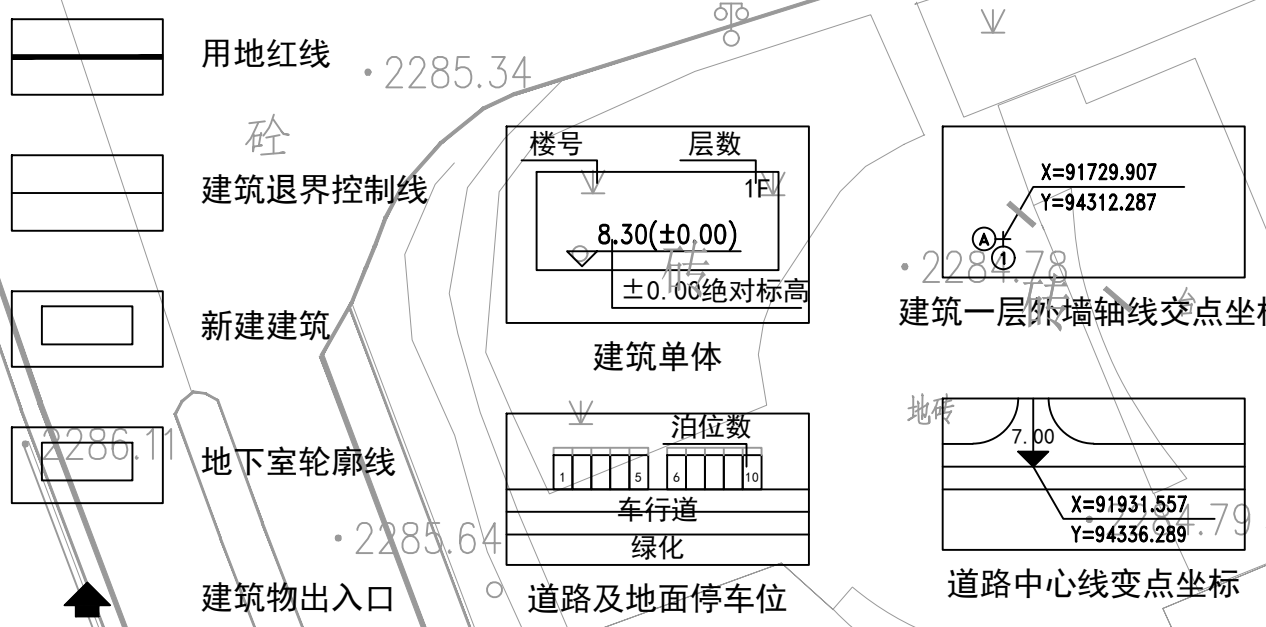 用地红线
2285.34
砼
建筑退界控制线
新建建筑
2286.11
地下室轮廓线
2285.64
建筑物出入口
楼号
层数
1F
8.30(±0.00)
砖
±0.00绝对标高
建筑单体
泊位数
1
5
6
10
车行道
绿化
道路及地面停车位
X=91729.907
Y=94312.287
A
1
2284.78
砖
建筑一层外墙轴线交点坐
地砖
7.00
X=91931.557
Y=94336.289
2284.79
道路中心线变点坐标